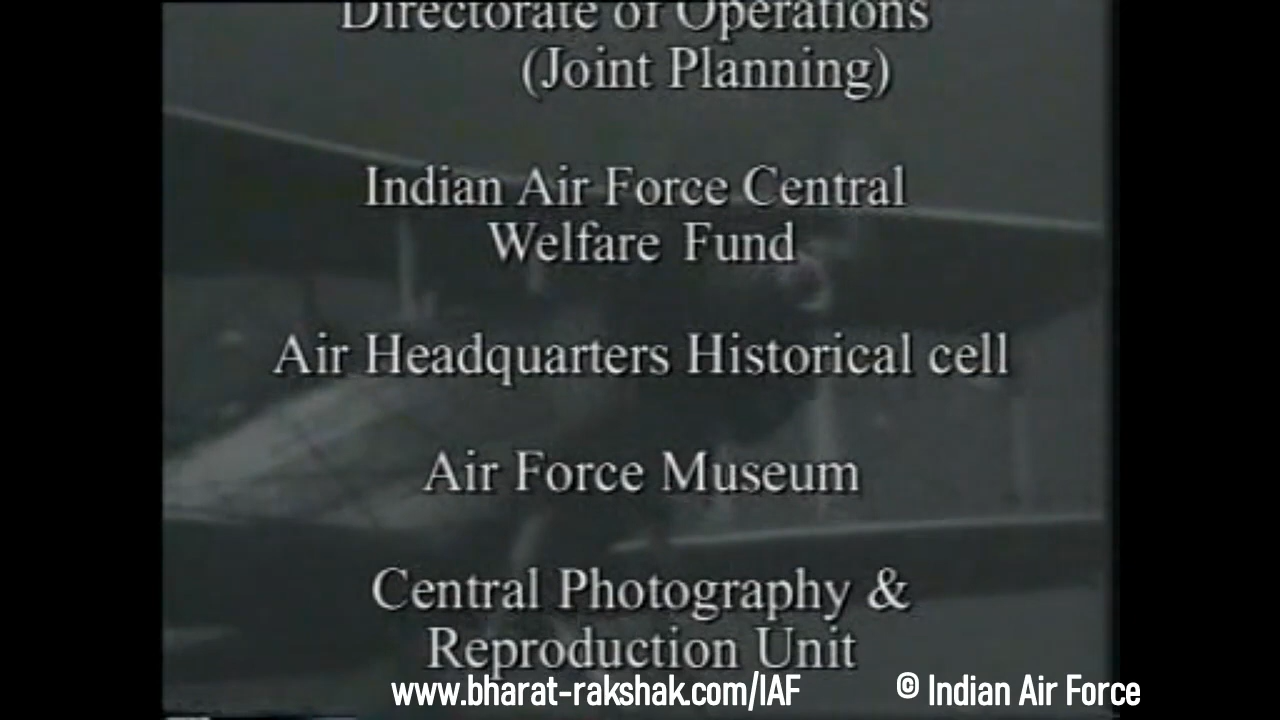 Directorate of Operations
(Joint Planning)
Indian Air Force Central
Welfare Fund
Air Headquarters Historical cell
Air Force Museum
Central Photography &
Reproduction Unit
www.bharat-rakshak.com/IAF
© Indian Air Force